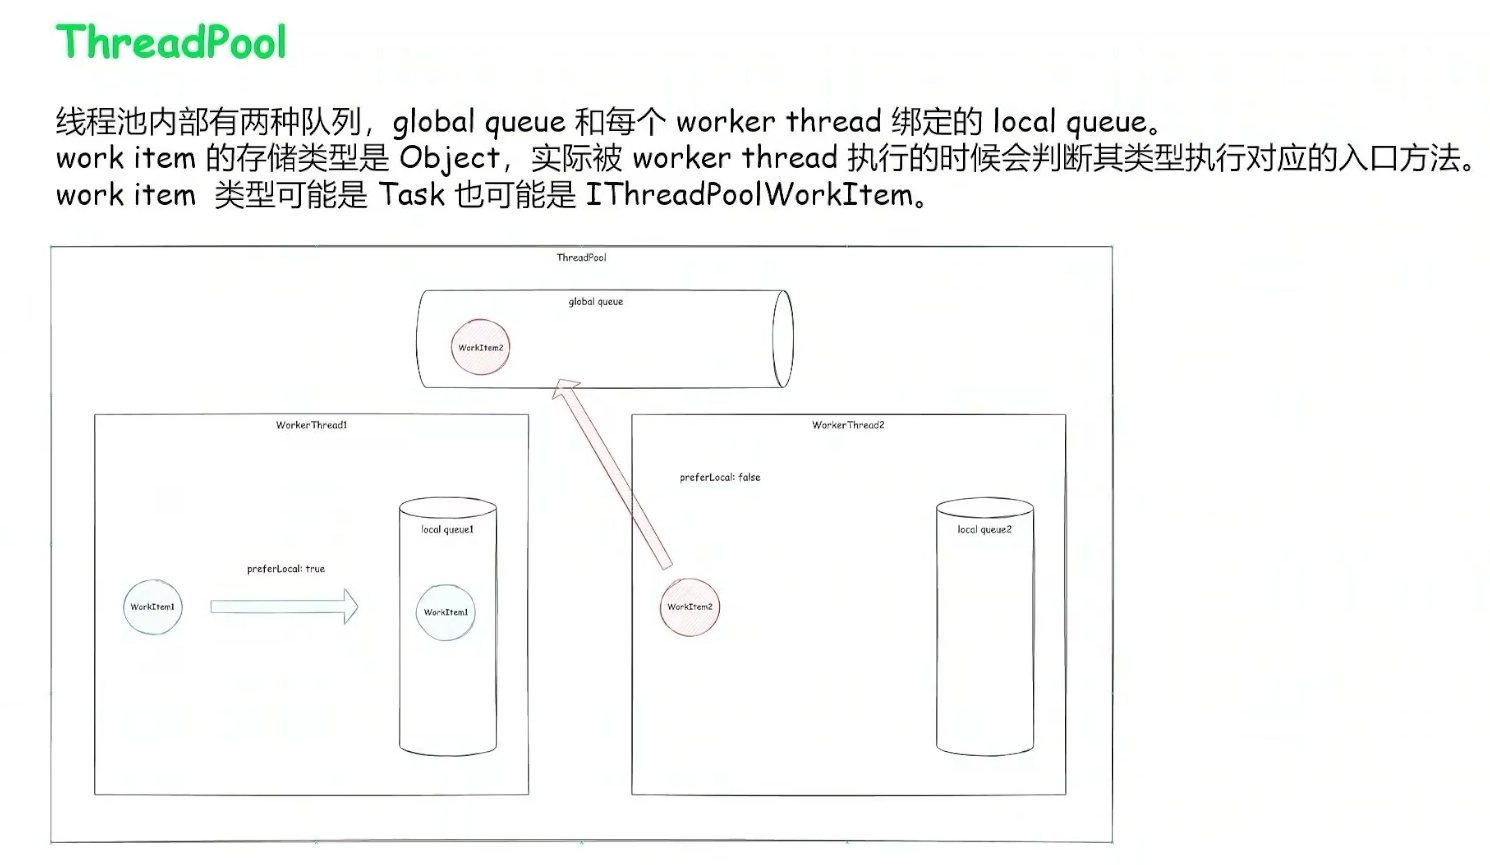 ThreadPool
线程池内部有两种队列，global queue 和每个 worker thread 绑定的 local queue。
work item 的存储类型是 Object，实际被 worker thread 执行的时候会判断其类型执行对应的入口方法。
work item 类型可能是 Task 也可能是 IThreadPoolWorkItem。
ThreadPool
global queue
WorkItem2
WorkerThread1
preferLocal: true
WorkItem1
local queue1
WorkItem1
WorkerThread2
preferLocal: false
WorkItem2
local queue2